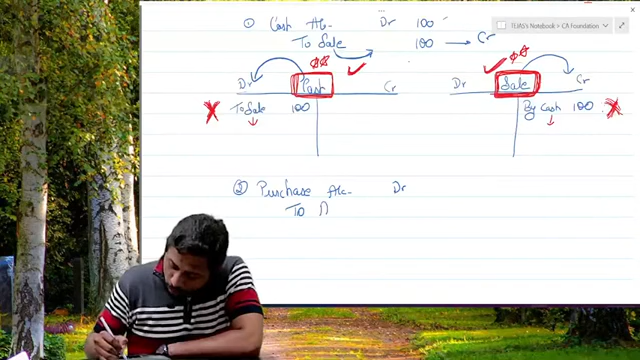 ① Cash A/c Dr 100
To Sale 100 → Cr
TEJAS's Notebook > CA Foundation
Dr Cash Cr
To Sale 100
Dr Sale Cr
By Cash 100
② Purchase A/c Dr
To